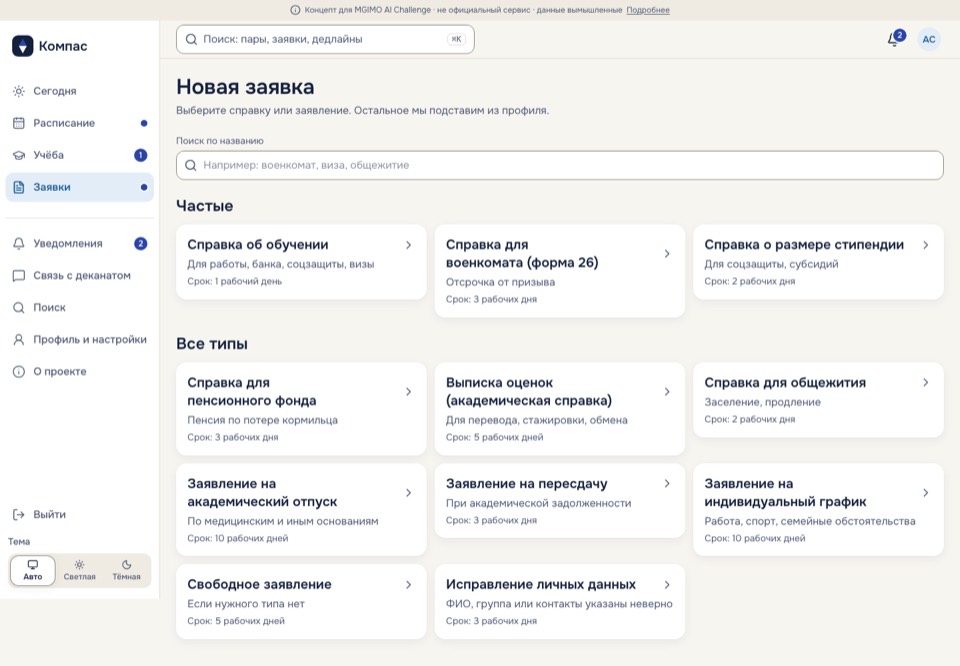 Концепт для MGIMO AI Challenge · не официальный сервис · данные вымышленные Подробнее
Компас
Поиск: пары, заявки, дедлайны
⌘K
2
АС
Сегодня
Расписание
Учёба
1
Заявки
Уведомления
2
Связь с деканатом
Поиск
Профиль и настройки
О проекте
Выйти
Тема
Авто
Светлая
Тёмная
Новая заявка
Выберите справку или заявление. Остальное мы подставим из профиля.
Поиск по названию
Например: военкомат, виза, общежитие
Частые
Справка об обучении
Для работы, банка, соцзащиты, визы
Срок: 1 рабочий день
Справка для
военкомата (форма 26)
Отсрочка от призыва
Срок: 3 рабочих дня
Справка о размере стипендии
Для соцзащиты, субсидий
Срок: 2 рабочих дня
Все типы
Справка для
пенсионного фонда
Пенсия по потере кормильца
Срок: 3 рабочих дня
Выписка оценок
(академическая справка)
Для перевода, стажировки, обмена
Срок: 5 рабочих дней
Справка для общежития
Заселение, продление
Срок: 2 рабочих дня
Заявление на
академический отпуск
По медицинским и иным основаниям
Срок: 10 рабочих дней
Заявление на пересдачу
При академической задолженности
Срок: 3 рабочих дня
Заявление на
индивидуальный график
Работа, спорт, семейные обстоятельства
Срок: 10 рабочих дней
Свободное заявление
Если нужного типа нет
Срок: 5 рабочих дней
Исправление личных данных
ФИО, группа или контакты указаны неверно
Срок: 3 рабочих дня